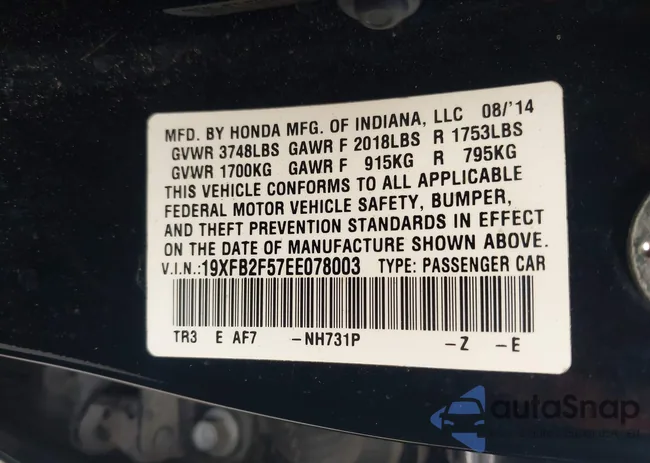 MFD. BY HONDA MFG. OF INDIANA, LLC 08/'14
GVWR 3748LBS GAWR F 2018LBS R 1753LBS
GVWR 1700KG GAWR F 915KG R 795KG
THIS VEHICLE CONFORMS TO ALL APPLICABLE
FEDERAL MOTOR VEHICLE SAFETY, BUMPER,
AND THEFT PREVENTION STANDARDS IN EFFECT
ON THE DATE OF MANUFACTURE SHOWN ABOVE.
V.I.N.:19XFB2F57EE078003 TYPE: PASSENGER CAR
TR3 E AF7 -NH731P -Z -E
autoSnap